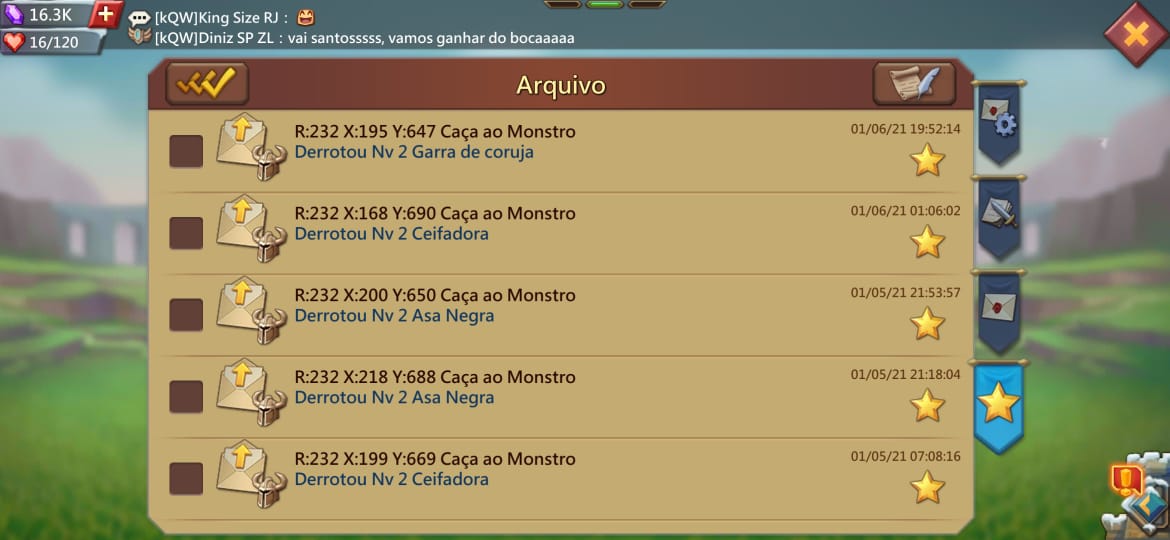 16.3K
16/120
[kQW]King Size RJ :
[kQW]Diniz SP ZL : vai santosssss, vamos ganhar do bocaaaaa
Arquivo
R:232 X:195 Y:647 Caça ao Monstro 01/06/21 19:52:14
Derrotou Nv 2 Garra de coruja
R:232 X:168 Y:690 Caça ao Monstro 01/06/21 01:06:02
Derrotou Nv 2 Ceifadora
R:232 X:200 Y:650 Caça ao Monstro 01/05/21 21:53:57
Derrotou Nv 2 Asa Negra
R:232 X:218 Y:688 Caça ao Monstro 01/05/21 21:18:04
Derrotou Nv 2 Asa Negra
R:232 X:199 Y:669 Caça ao Monstro 01/05/21 07:08:16
Derrotou Nv 2 Ceifadora